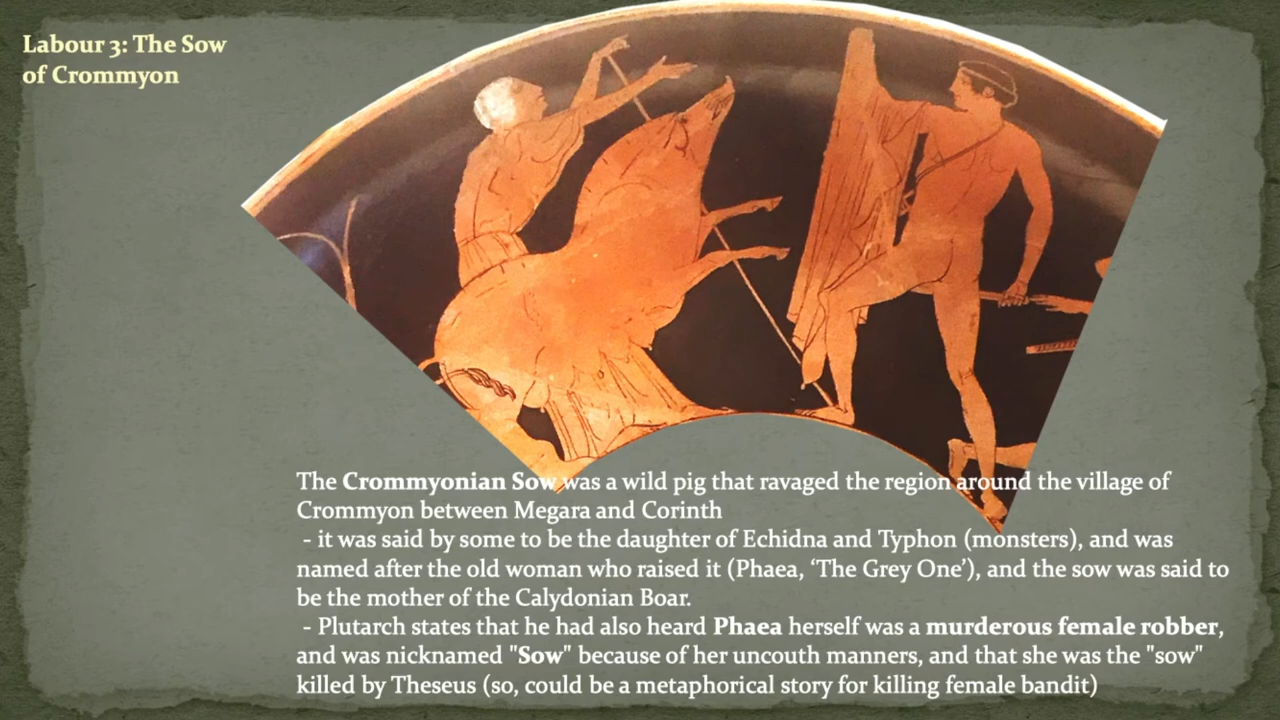 Labour 3: The Sow
of Crommyon
The Crommyonian Sow was a wild pig that ravaged the region around the village of
Crommyon between Megara and Corinth
- it was said by some to be the daughter of Echidna and Typhon (monsters), and was
named after the old woman who raised it (Phaea, ‘The Grey One’), and the sow was said to
be the mother of the Calydonian Boar.
- Plutarch states that he had also heard Phaea herself was a murderous female robber,
and was nicknamed "Sow" because of her uncouth manners, and that she was the "sow"
killed by Theseus (so, could be a metaphorical story for killing female bandit)